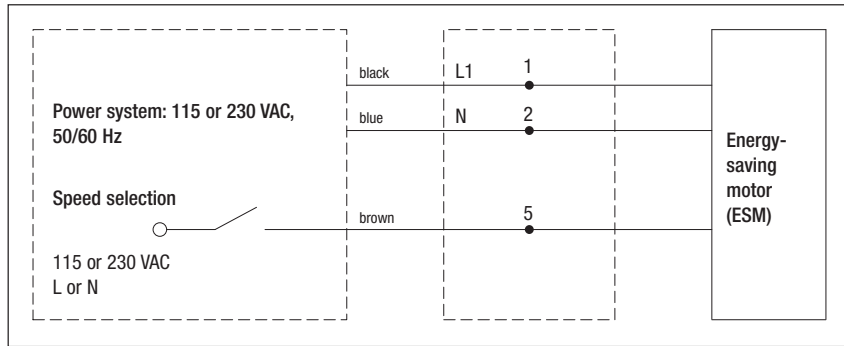 black
L1
1
Power system: 115 or 230 VAC,
50/60 Hz
blue
N
2
Energy-
saving
motor
(ESM)
Speed selection
brown
5
115 or 230 VAC
L or N